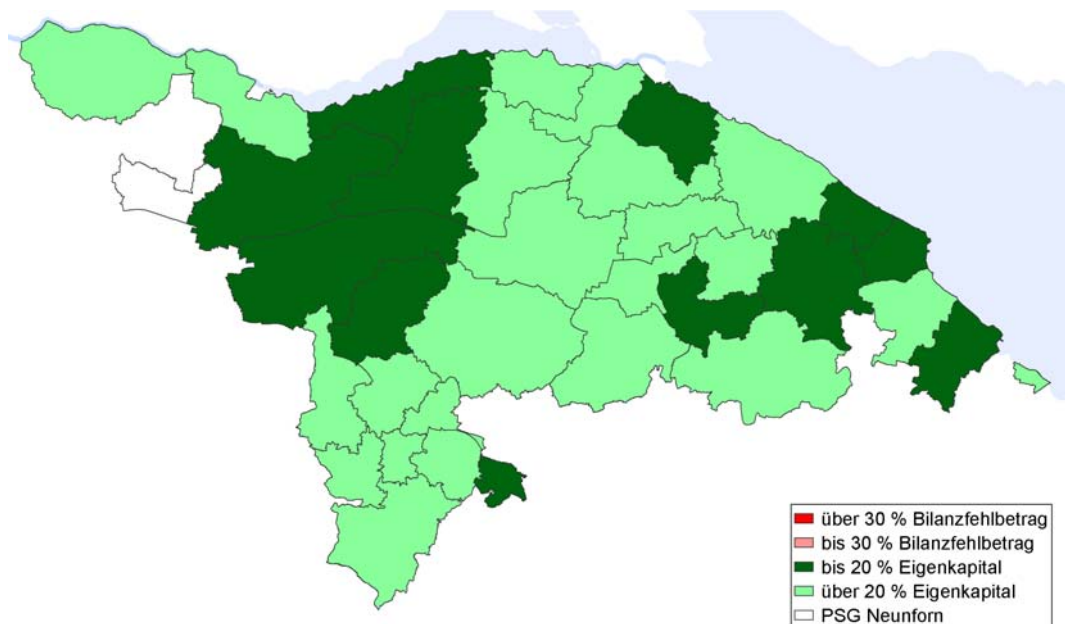 über 30 % Bilanzfehlbetrag
bis 30 % Bilanzfehlbetrag
bis 20 % Eigenkapital
über 20 % Eigenkapital
PSG Neunforn